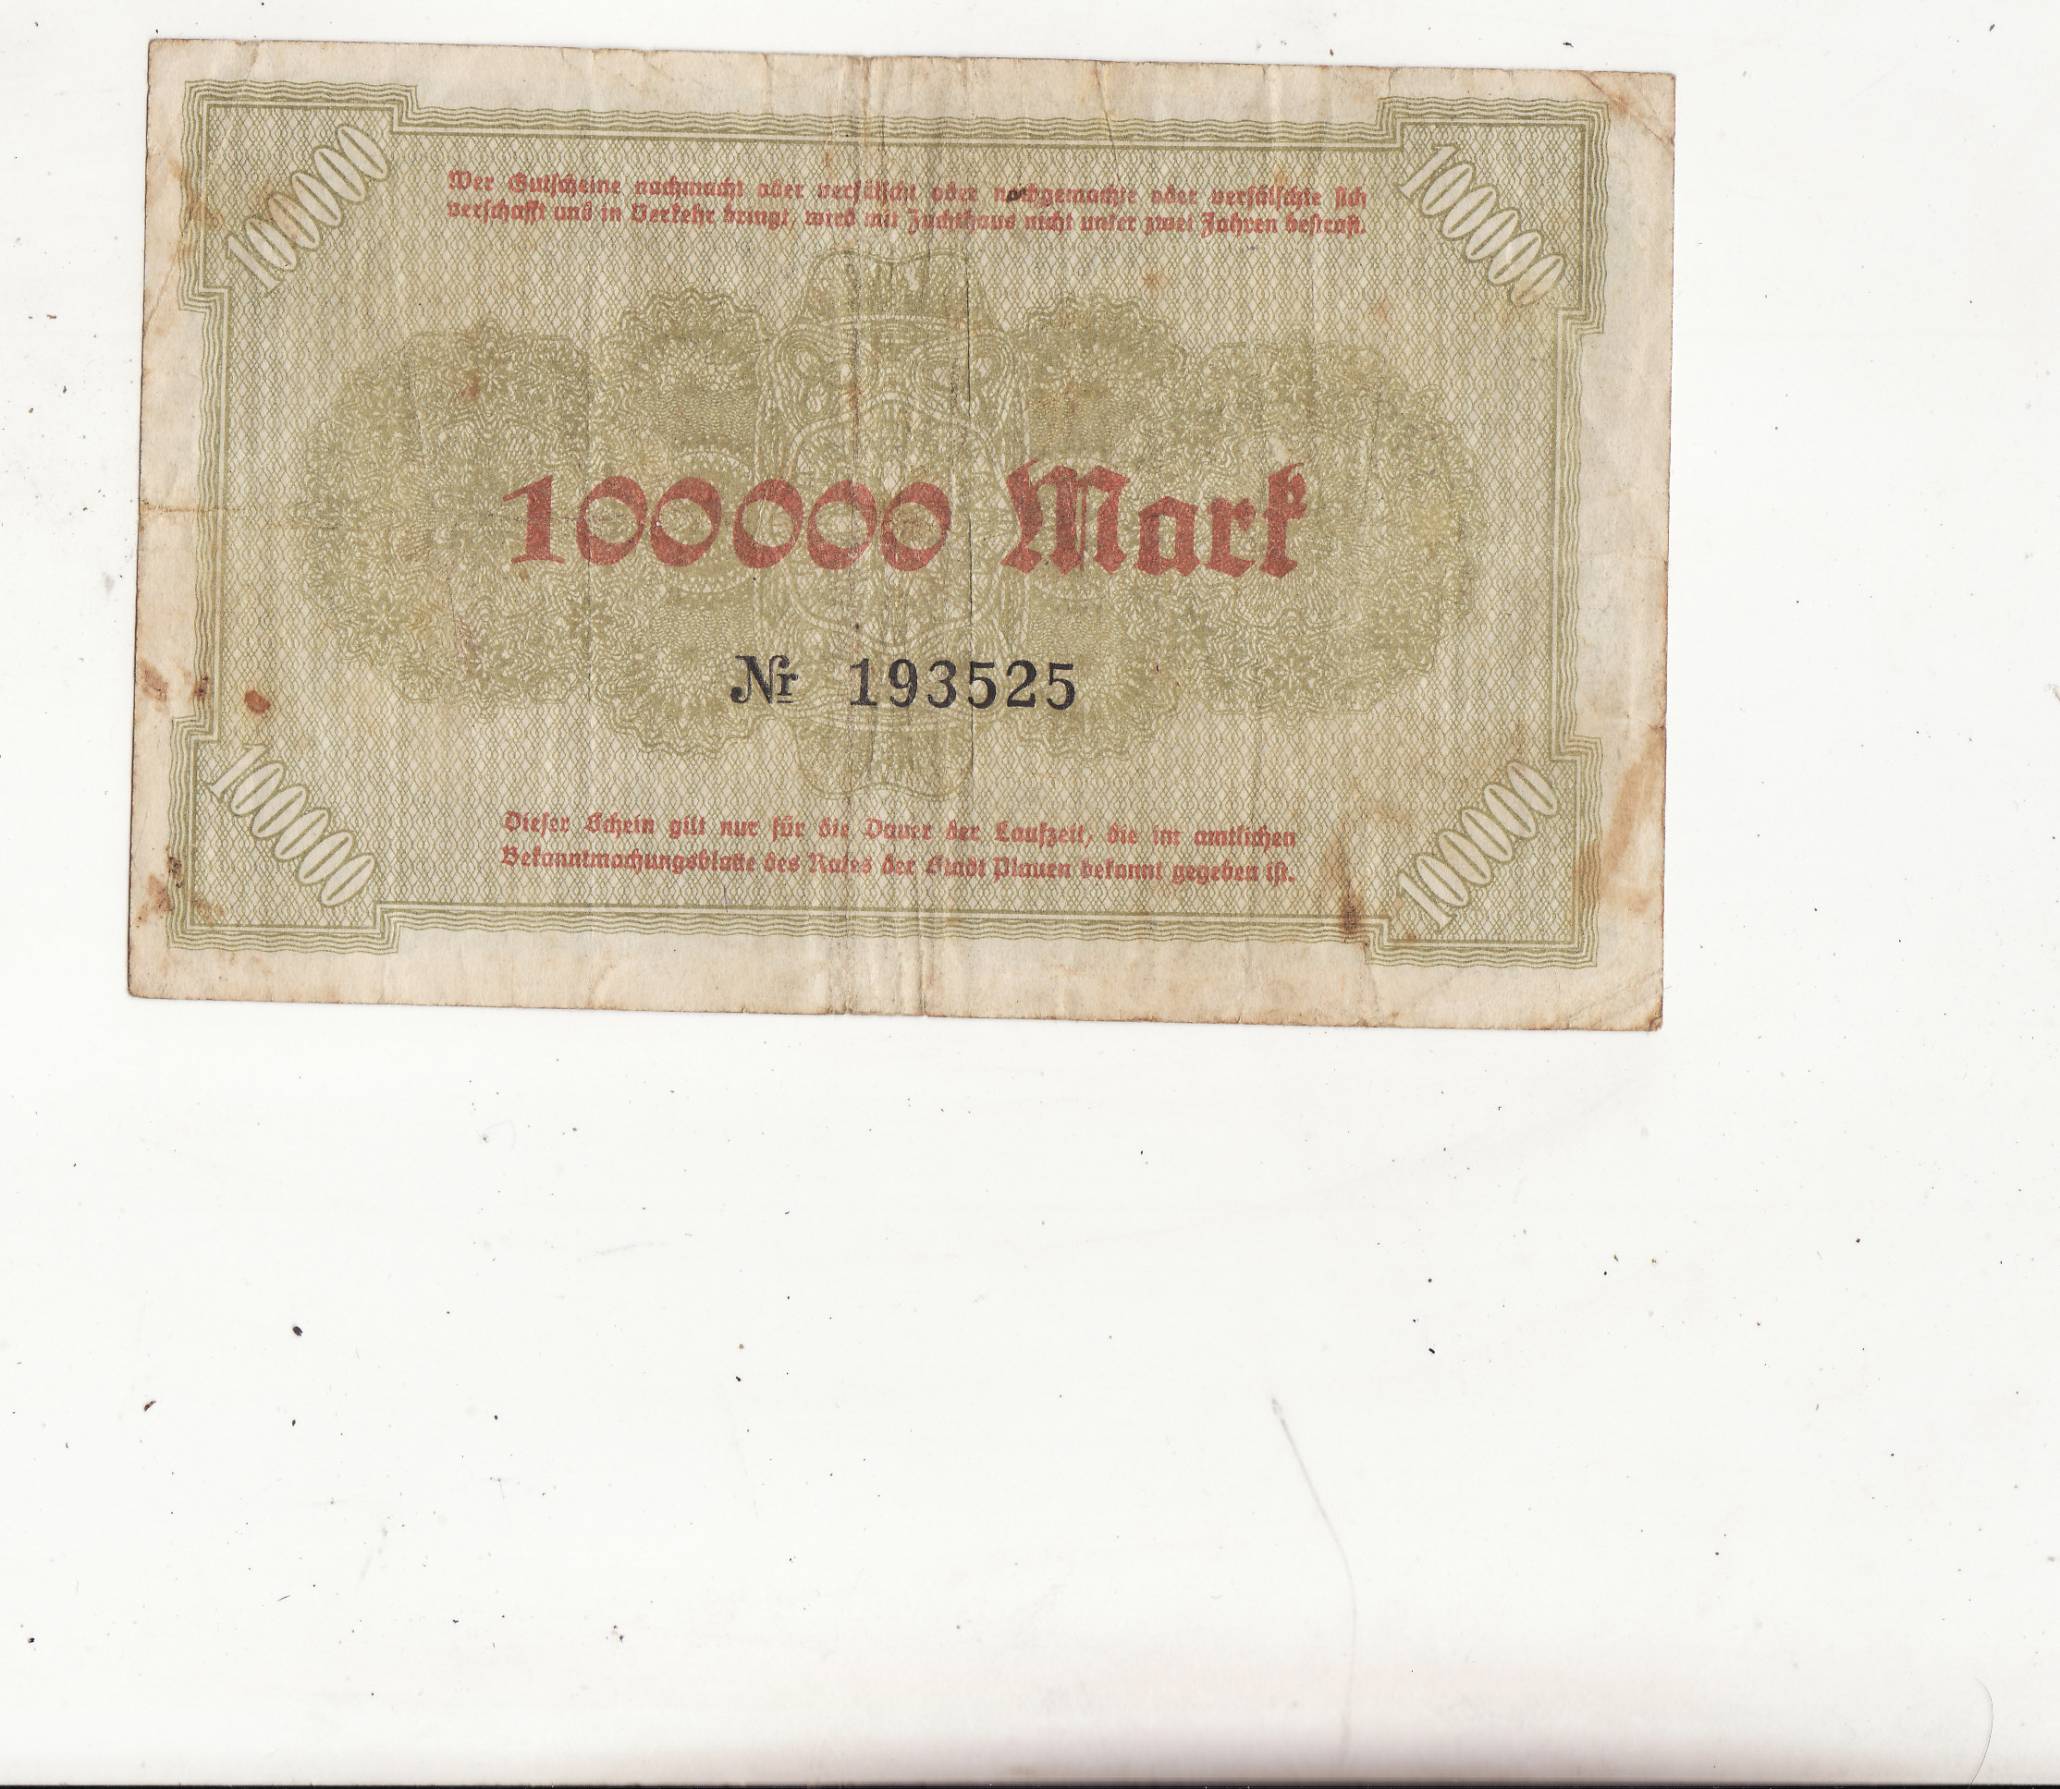 100000
100000
Wer Gutscheine nachmacht oder verfälscht oder nachgemachte oder verfälschte sich
verschafft und in Verkehr bringt, wird mit Zuchthaus nicht unter zwei Jahren bestraft.
100000 Mark
Nr 193525
100000
100000
Dieser Schein gilt nur für die Dauer der Laufzeit, die im amtlichen
Bekanntmachungsblatte des Rates der Stadt Plauen bekannt gegeben ist.